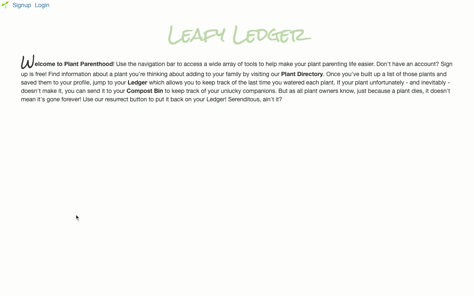 Signup Login
Leafy Ledger
Welcome to Plant Parenthood! Use the navigation bar to access a wide array of tools to help make your plant parenting life easier. Don't have an account? Sign
up is free! Find information about a plant you're thinking about adding to your family by visiting our Plant Directory. Once you've built up a list of those plants and
saved them to your profile, jump to your Ledger which allows you to keep track of the last time you watered each plant. If your plant unfortunately - and inevitably -
doesn't make it, you can send it to your Compost Bin to keep track of your unlucky companions. But as all plant owners know, just because a plant dies, it doesn't
mean it's gone forever! Use our resurrect button to put it back on your Ledger! Serenditous, ain't it?